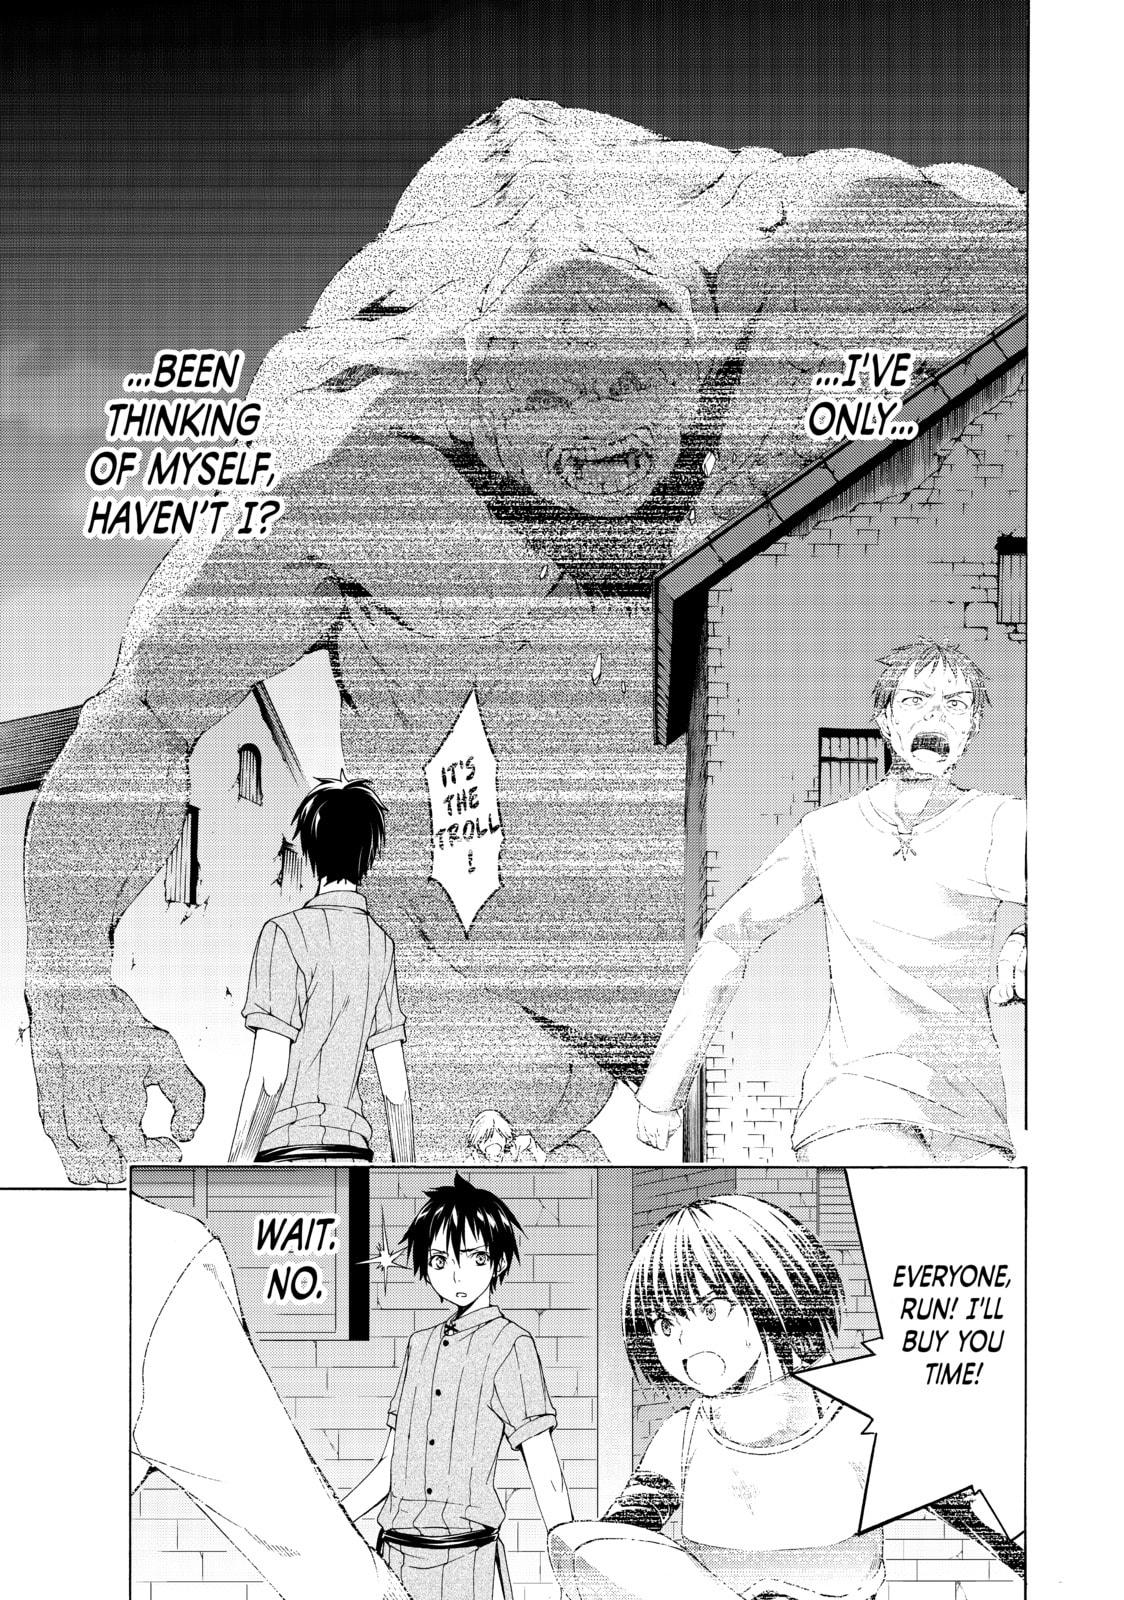 ...I'VE
ONLY...
...BEEN
THINKING
OF MYSELF,
HAVEN'T I?
IT'S
THE
TROLL
!
EVERYONE,
RUN! I'LL
BUY YOU
TIME!
WAIT.
NO.